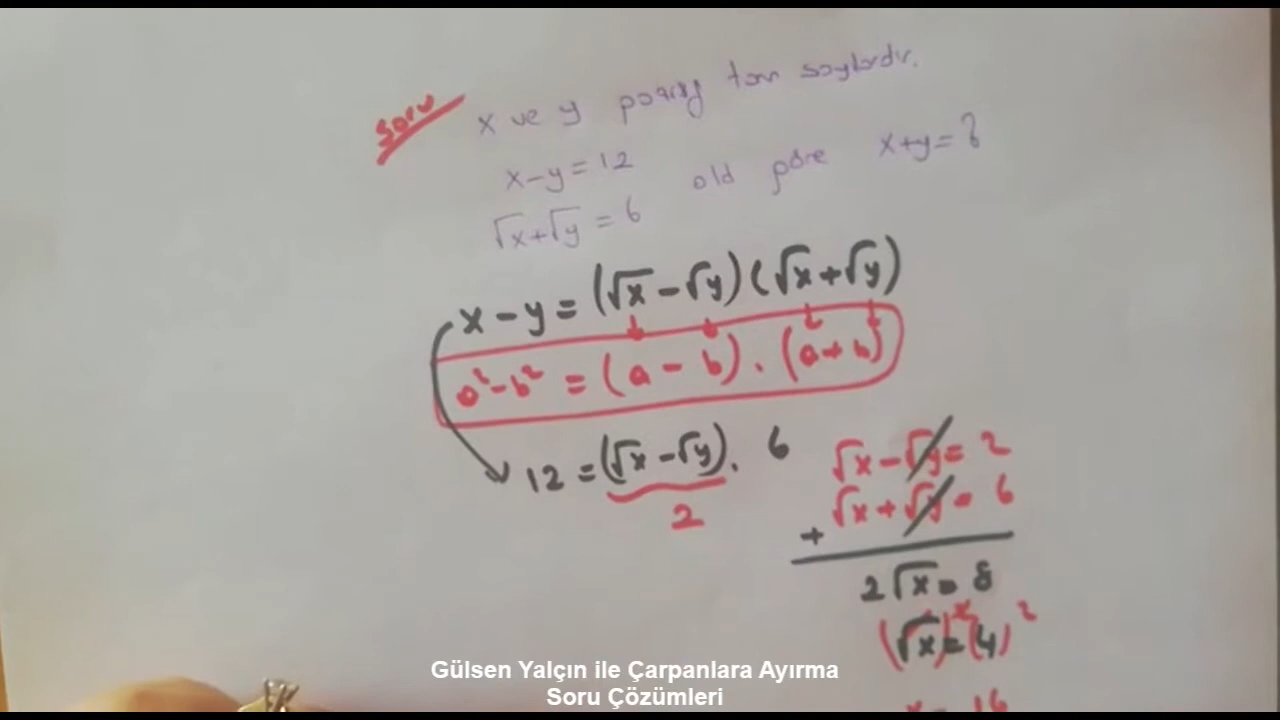 Soru
x ve y pozitif tam sayılardır.
x-y=12
√x+√y=6 old göre x+y=?
x-y=(√x-√y)(√x+√y)
a²-b²=(a-b).(a+b)
12=(√x-√y).6
2
√x-√y=2
√x+√y=6
+
2√x=8
(√x)²=(4)²
x=16
Gülsen Yalçın ile Çarpanlara Ayırma
Soru Çözümleri